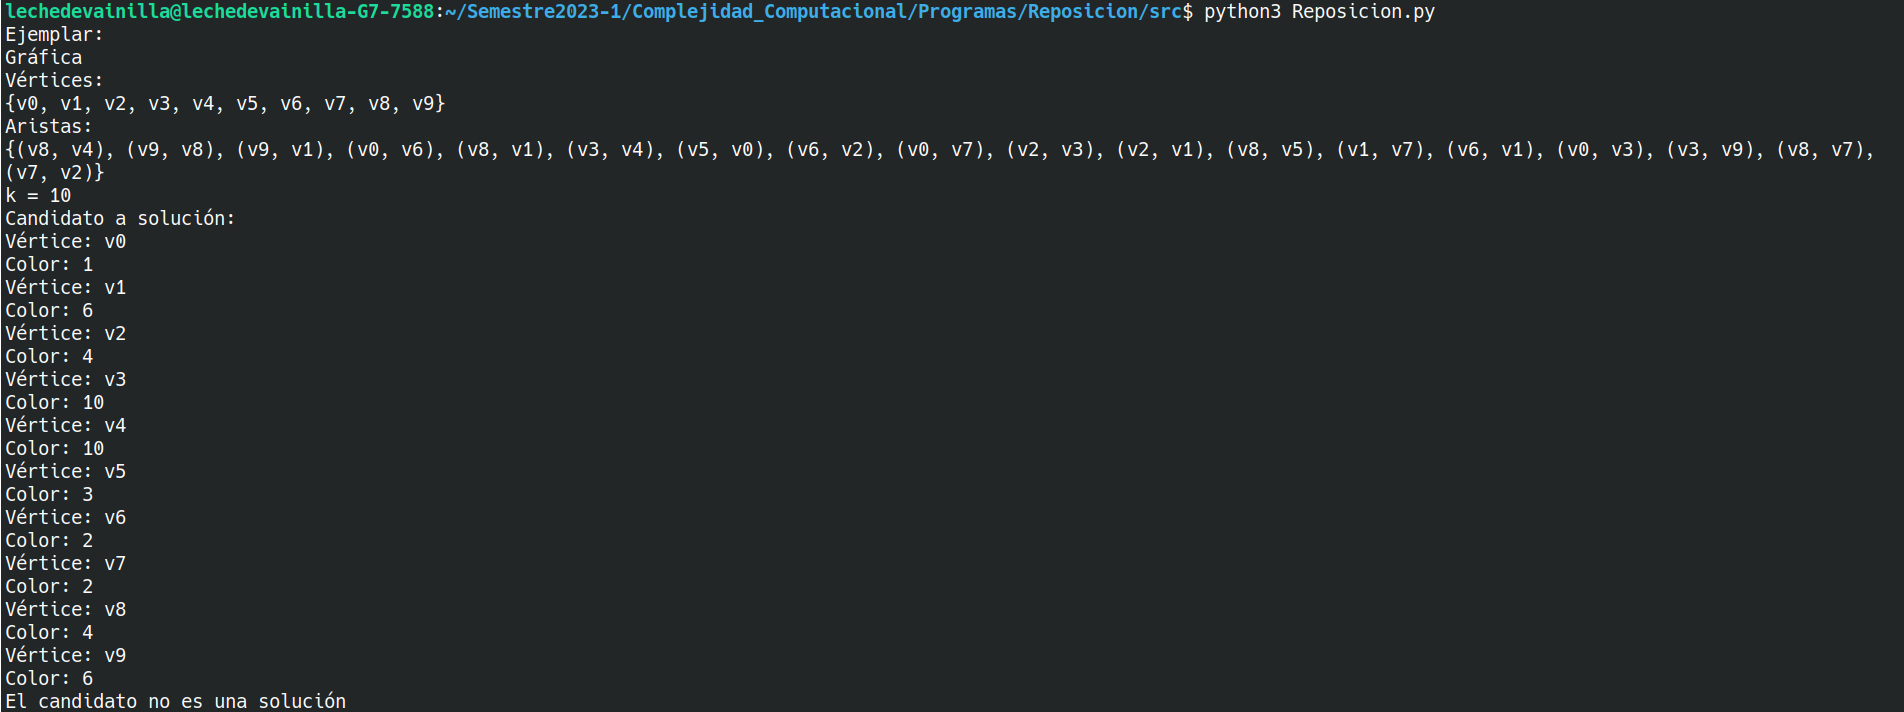 lechedevainilla@lechedevainilla-G7-7588:~/Semestre2023-1/Complejidad_Computacional/Programas/Reposicion/src$ python3 Reposicion.py
Ejemplar:
Gráfica
Vértices:
{v0, v1, v2, v3, v4, v5, v6, v7, v8, v9}
Aristas:
{(v8, v4), (v9, v8), (v9, v1), (v0, v6), (v8, v1), (v3, v4), (v5, v0), (v6, v2), (v0, v7), (v2, v3), (v2, v1), (v8, v5), (v1, v7), (v6, v1), (v0, v3), (v3, v9), (v8, v7),
(v7, v2)}
k = 10
Candidato a solución:
Vértice: v0
Color: 1
Vértice: v1
Color: 6
Vértice: v2
Color: 4
Vértice: v3
Color: 10
Vértice: v4
Color: 10
Vértice: v5
Color: 3
Vértice: v6
Color: 2
Vértice: v7
Color: 2
Vértice: v8
Color: 4
Vértice: v9
Color: 6
El candidato no es una solución